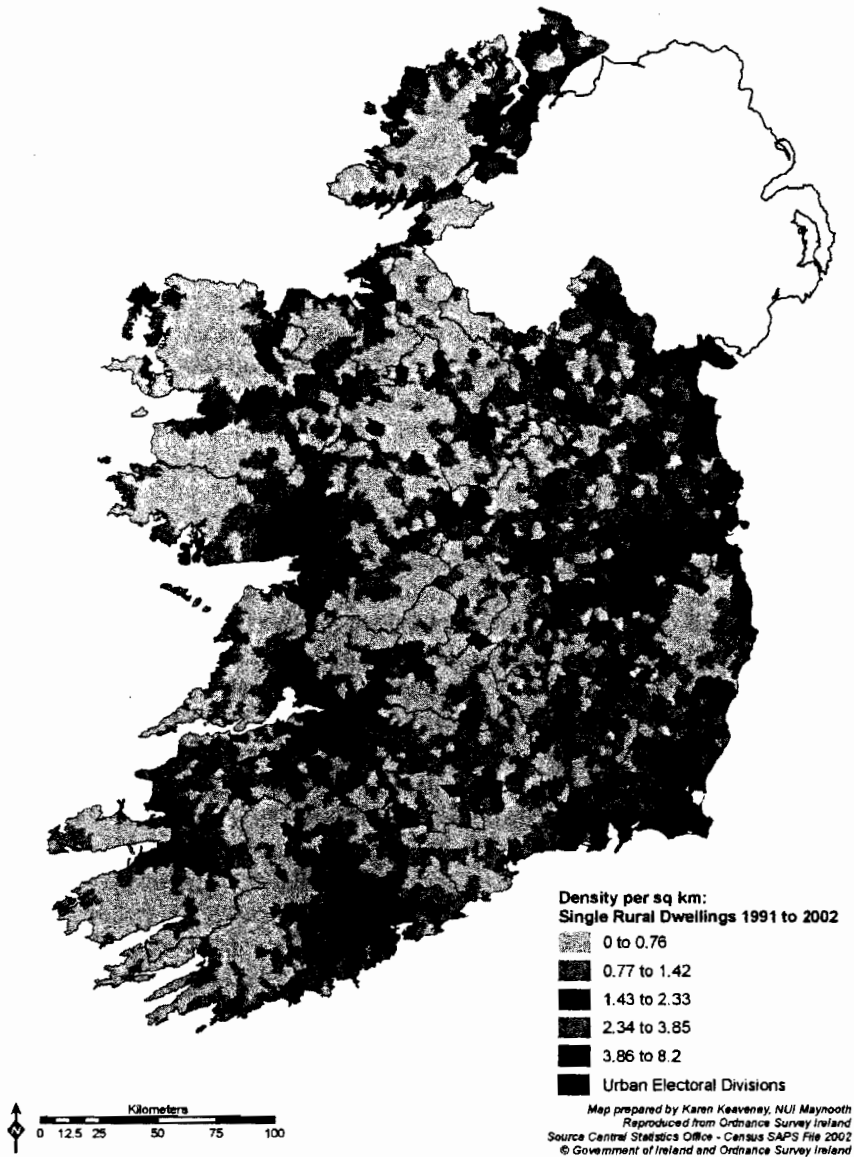 Density per sq km:
Single Rural Dwellings 1991 to 2002
0 to 0.76
0.77 to 1.42
1.43 to 2.33
2.34 to 3.85
3.86 to 8.2
Urban Electoral Divisions
Map prepared by Karen Keaveney, NUI Maynooth
Reproduced from Ordnance Survey Ireland
Source Central Statistics Office - Census SAPS File 2002
© Government of Ireland and Ordnance Survey Ireland
N
Kilometers
0 12.5 25 50 75 100